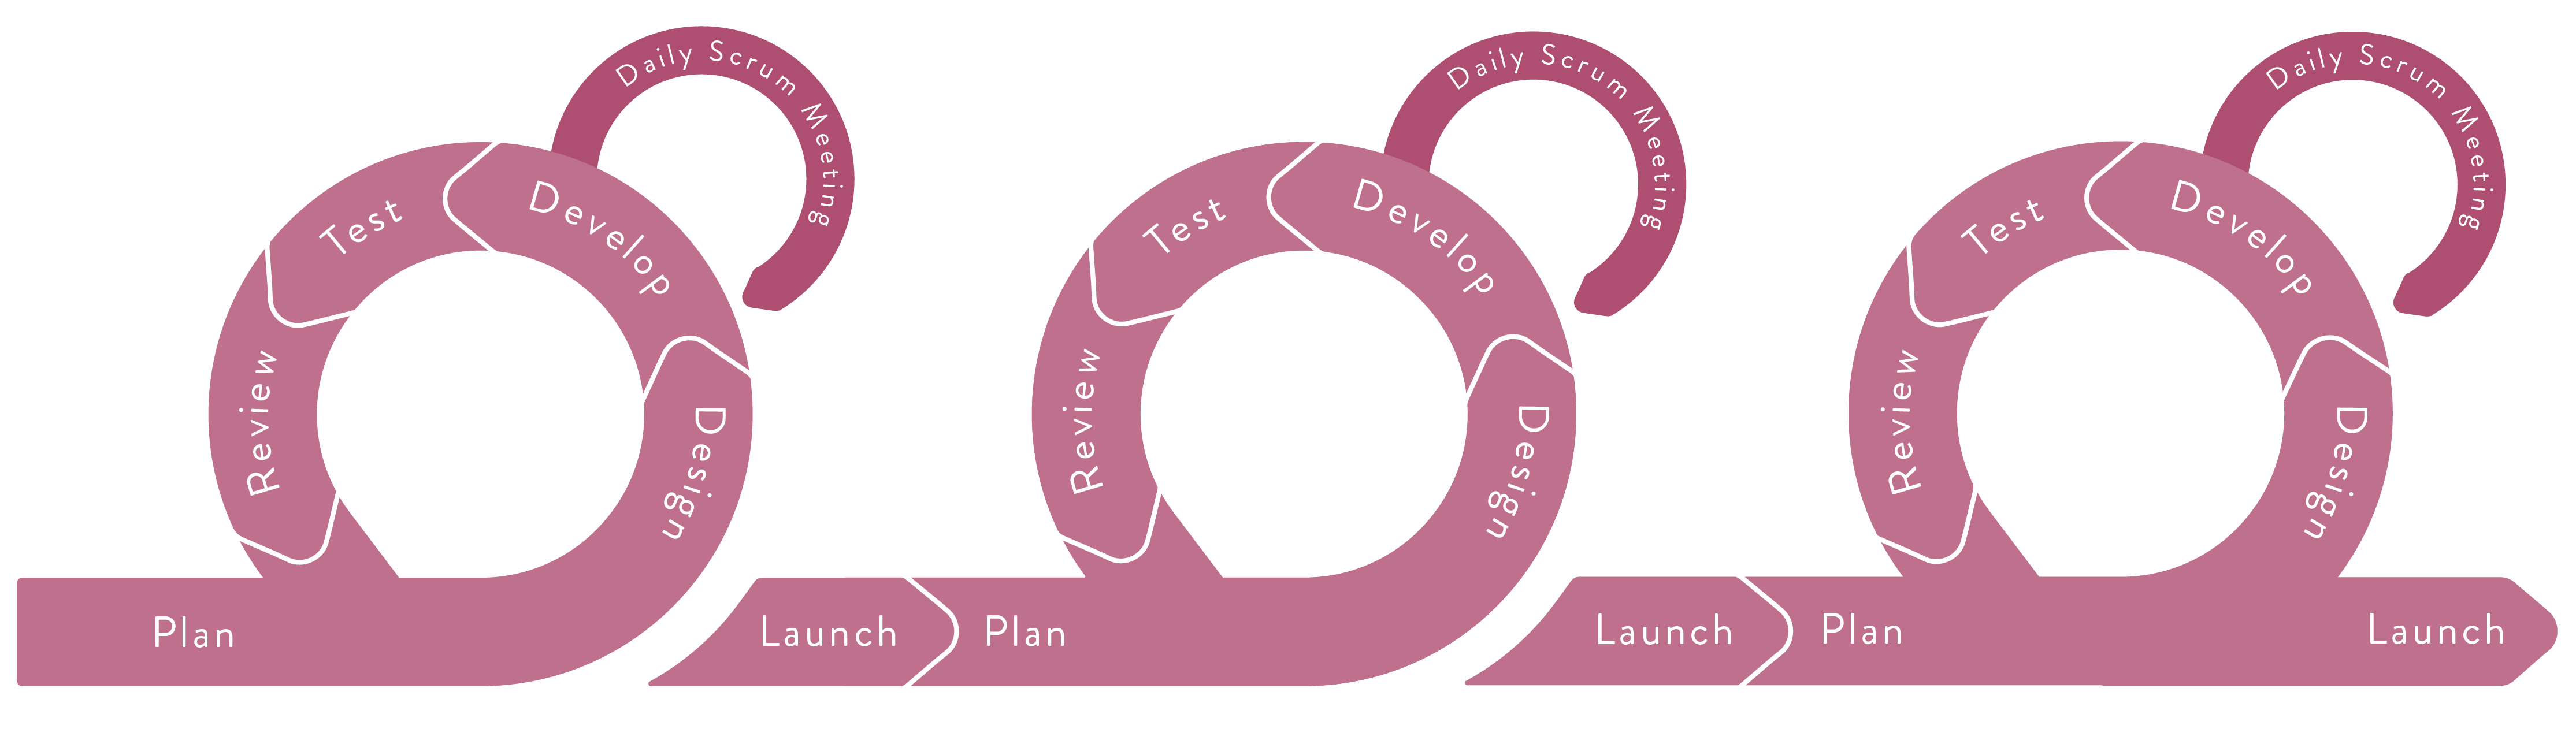 Daily Scrum Meeting
Develop
Test
Design
Review
Plan
Launch
Daily Scrum Meeting
Develop
Test
Design
Review
Plan
Launch
Daily Scrum Meeting
Develop
Test
Design
Review
Plan
Launch